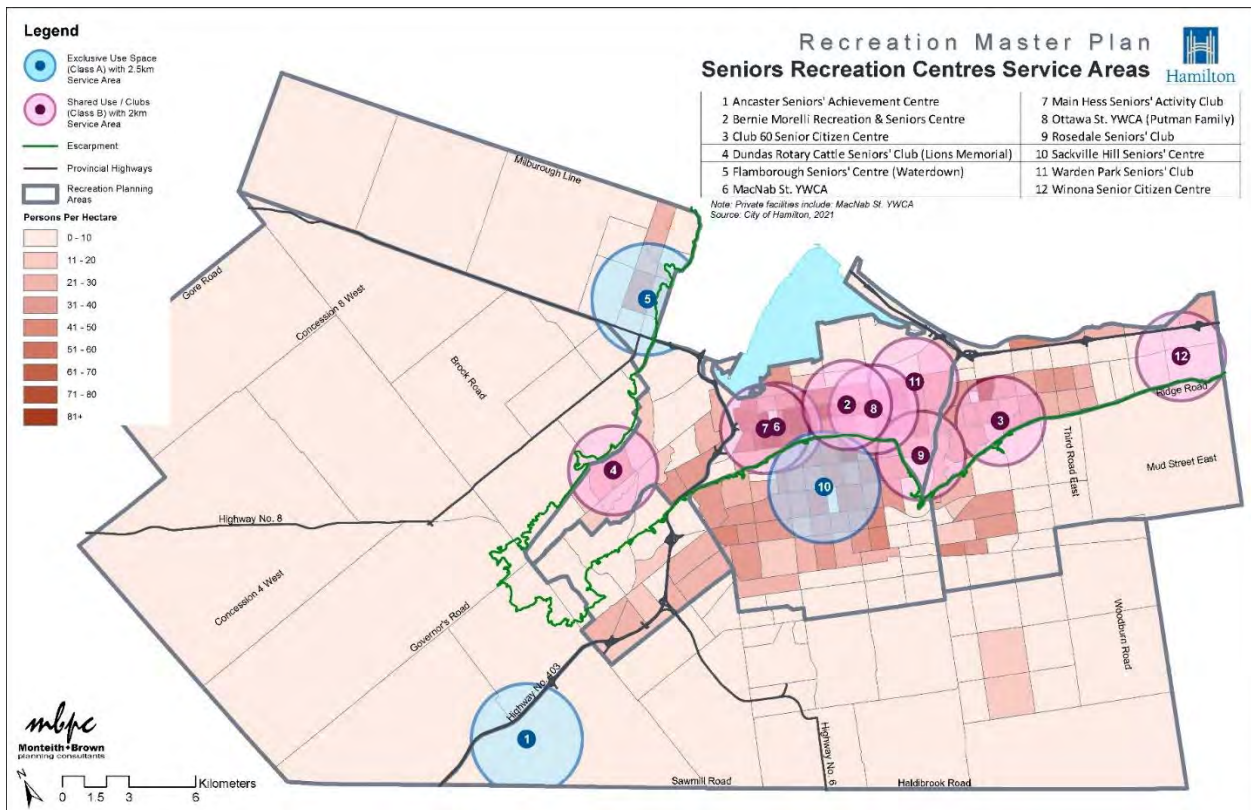 Legend
Exclusive Use Space
(Class A) with 2.5km
Service Area
Shared Use / Clubs
(Class B) with 2km
Service Area
Escarpment
Provincial Highways
Recreation Planning
Areas
Persons Per Hectare
0 - 10
11 - 20
21 - 30
31 - 40
41 - 50
51 - 60
61 - 70
71 - 80
81+
Recreation Master Plan
Seniors Recreation Centres Service Areas
Hamilton
1 Ancaster Seniors' Achievement Centre
2 Bernie Morelli Recreation & Seniors Centre
3 Club 60 Senior Citizen Centre
4 Dundas Rotary Cattle Seniors' Club (Lions Memorial)
5 Flamborough Seniors' Centre (Waterdown)
6 MacNab St. YWCA
7 Main Hess Seniors' Activity Club
8 Ottawa St. YWCA (Putman Family)
9 Rosedale Seniors' Club
10 Sackville Hill Seniors' Centre
11 Warden Park Seniors' Club
12 Winona Senior Citizen Centre
Note: Private facilities include: MacNab St. YWCA
Source: City of Hamilton, 2021
Milburough Line
Gore Road
Concession 8 West
Brock Road
5
12
11
2
8
7
6
3
Ridge Road
9
4
10
Third Road East
Mud Street East
Highway No. 8
Concession 4 West
Governor's Road
Woodburn Road
Highway No. 403
1
Highway No. 6
Sawmill Road
Haldibrook Road
mbpc
Monteith+Brown
planning consultants
N
Kilometers
0 1.5 3 6